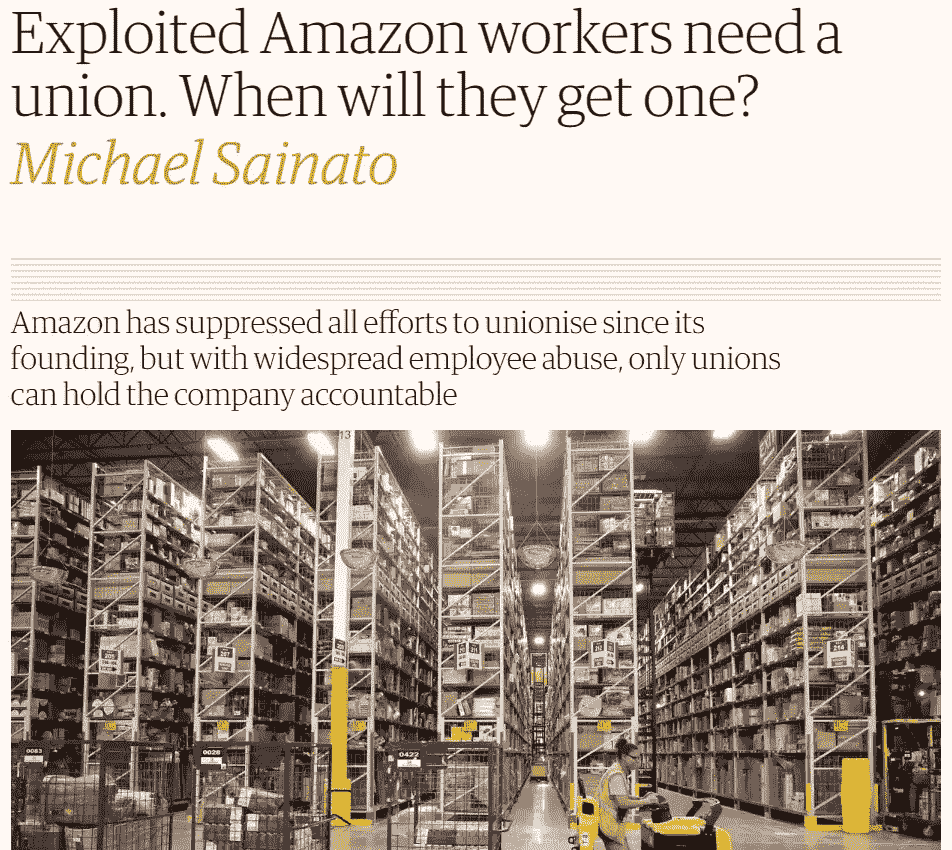 Exploited Amazon workers need a
union. When will they get one?
Michael Sainato
Amazon has suppressed all efforts to unionise since its
founding, but with widespread employee abuse, only unions
can hold the company accountable
13
0083
0028
0422